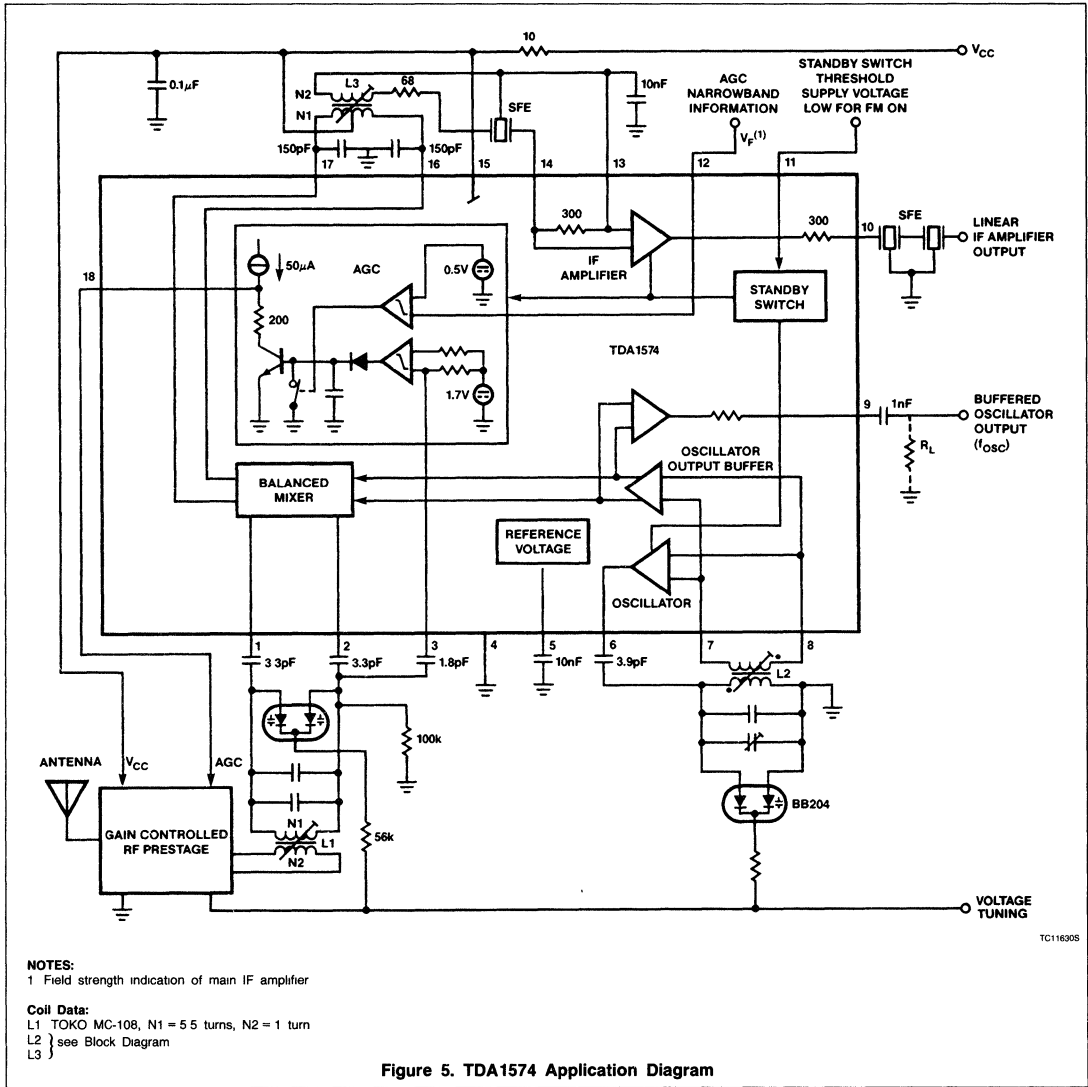 10
VCC
0.1µF
N2
L3
68
N1
SFE
10nF
AGC
NARROWBAND
INFORMATION
VF(1)
STANDBY SWITCH
THRESHOLD
SUPPLY VOLTAGE
LOW FOR FM ON
150pF
150pF
17
16
15
14
13
12
11
300
IF
AMPLIFIER
300
10
SFE
LINEAR
IF AMPLIFIER
OUTPUT
18
50µA
AGC
0.5V
200
1.7V
STANDBY
SWITCH
TDA1574
9
1nF
BUFFERED
OSCILLATOR
OUTPUT
(fOSC)
RL
OSCILLATOR
OUTPUT BUFFER
BALANCED
MIXER
REFERENCE
VOLTAGE
OSCILLATOR
1
2
3
4
5
6
7
8
3 3pF
3.3pF
1.8pF
10nF
3.9pF
L2
100k
ANTENNA
VCC
AGC
GAIN CONTROLLED
RF PRESTAGE
N1
L1
N2
56k
BB204
VOLTAGE
TUNING
TC11630S
NOTES:
1 Field strength indication of main IF amplifier
Coil Data:
L1 TOKO MC-108, N1 = 5 5 turns, N2 = 1 turn
L2 } see Block Diagram
L3
Figure 5. TDA1574 Application Diagram